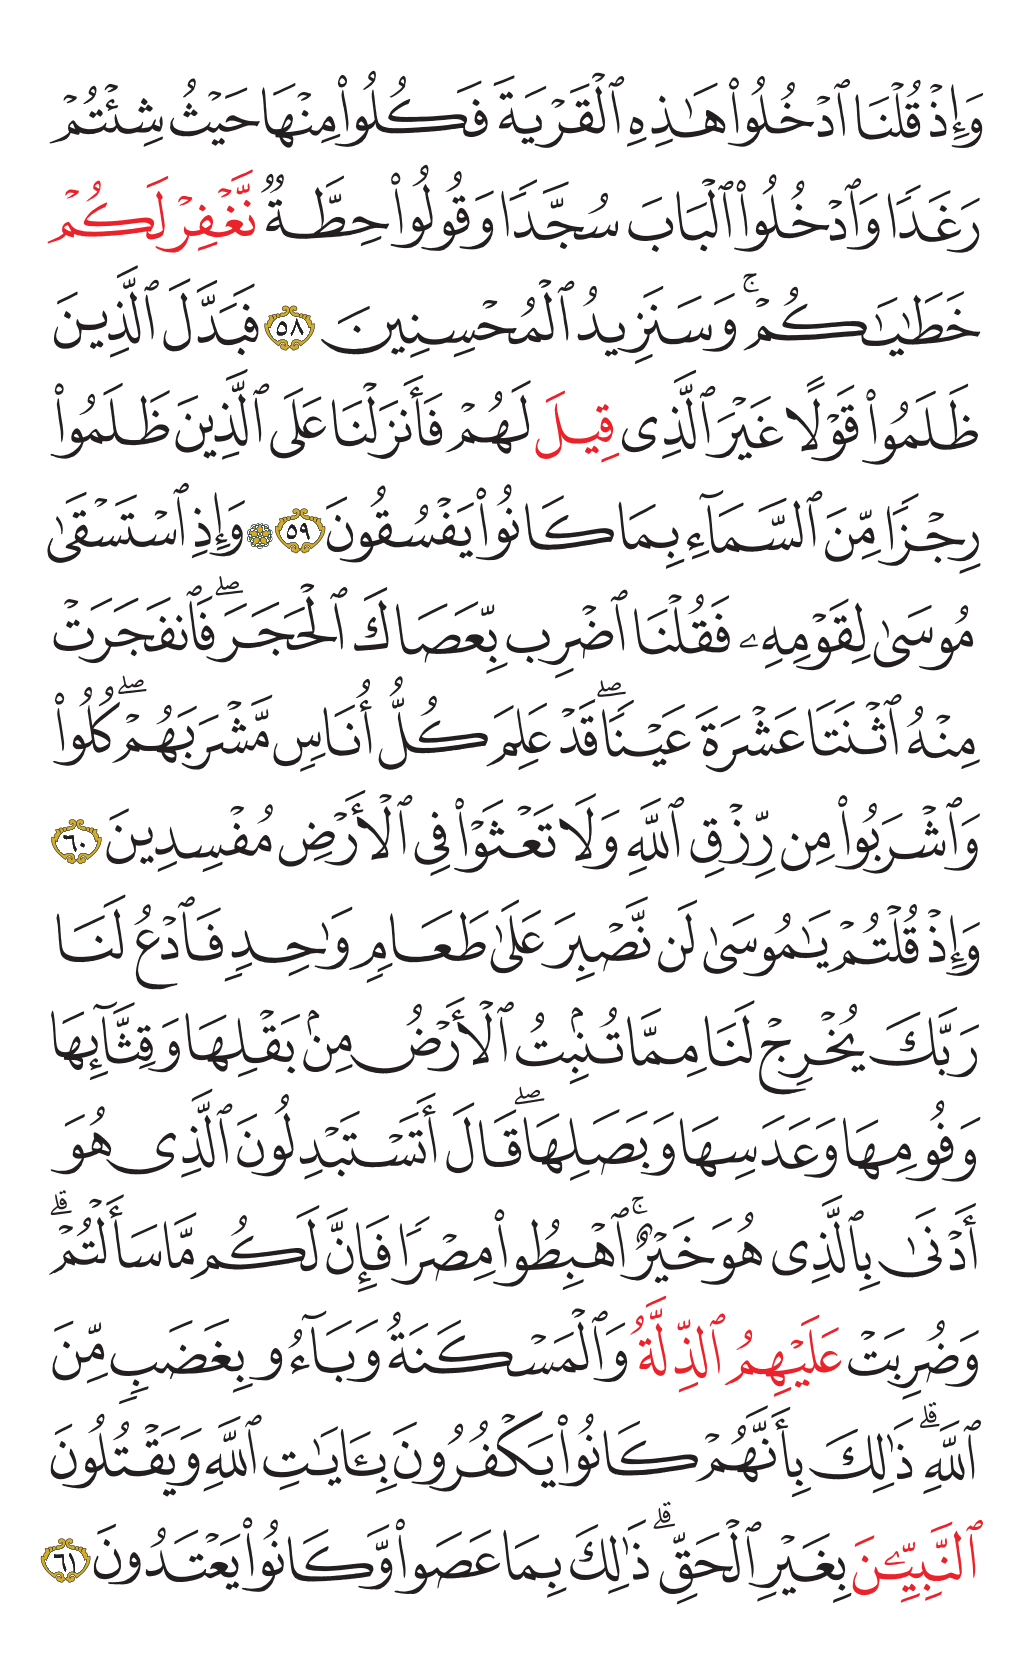 وَإِذۡ قُلۡنَا ٱدۡخُلُواْ هَٰذِهِ ٱلۡقَرۡيَةَ فَكُلُواْ مِنۡهَا حَيۡثُ شِئۡتُمۡ
رَغَدٗا وَٱدۡخُلُواْ ٱلۡبَابَ سُجَّدٗا وَقُولُواْ حِطَّةٞ نَّغۡفِرۡ لَكُمۡ
خَطَٰيَٰكُمۡۚ وَسَنَزِيدُ ٱلۡمُحۡسِنِينَ ٥٨ فَبَدَّلَ ٱلَّذِينَ
ظَلَمُواْ قَوۡلًا غَيۡرَ ٱلَّذِي قِيلَ لَهُمۡ فَأَنزَلۡنَا عَلَى ٱلَّذِينَ ظَلَمُواْ
رِجۡزٗا مِّنَ ٱلسَّمَآءِ بِمَا كَانُواْ يَفۡسُقُونَ ٥٩ ۞ وَإِذِ ٱسۡتَسۡقَىٰ
مُوسَىٰ لِقَوۡمِهِۦ فَقُلۡنَا ٱضۡرِب بِّعَصَاكَ ٱلۡحَجَرَۖ فَٱنفَجَرَتۡ
مِنۡهُ ٱثۡنَتَا عَشۡرَةَ عَيۡنٗاۖ قَدۡ عَلِمَ كُلُّ أُنَاسٖ مَّشۡرَبَهُمۡۖ كُلُواْ
وَٱشۡرَبُواْ مِن رِّزۡقِ ٱللَّهِ وَلَا تَعۡثَوۡاْ فِي ٱلۡأَرۡضِ مُفۡسِدِينَ ٦٠
وَإِذۡ قُلۡتُمۡ يَٰمُوسَىٰ لَن نَّصۡبِرَ عَلَىٰ طَعَامٖ وَٰحِدٖ فَٱدۡعُ لَنَا
رَبَّكَ يُخۡرِجۡ لَنَا مِمَّا تُنۢبِتُ ٱلۡأَرۡضُ مِنۢ بَقۡلِهَا وَقِثَّآئِهَا
وَفُومِهَا وَعَدَسِهَا وَبَصَلِهَاۖ قَالَ أَتَسۡتَبۡدِلُونَ ٱلَّذِي هُوَ
أَدۡنَىٰ بِٱلَّذِي هُوَ خَيۡرٌۚ ٱهۡبِطُواْ مِصۡرٗا فَإِنَّ لَكُم مَّا سَأَلۡتُمۡۗ
وَضُرِبَتۡ عَلَيۡهِمُ ٱلذِّلَّةُ وَٱلۡمَسۡكَنَةُ وَبَآءُو بِغَضَبٖ مِّنَ
ٱللَّهِۗ ذَٰلِكَ بِأَنَّهُمۡ كَانُواْ يَكۡفُرُونَ بِـَٔايَٰتِ ٱللَّهِ وَيَقۡتُلُونَ
ٱلنَّبِيِّـۧنَ بِغَيۡرِ ٱلۡحَقِّۗ ذَٰلِكَ بِمَا عَصَواْ وَّكَانُواْ يَعۡتَدُونَ ٦١